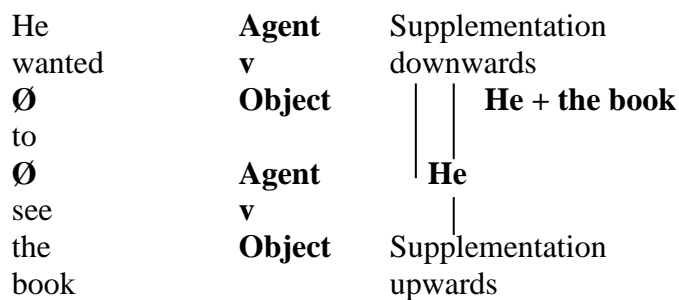 He Agent Supplementation
wanted v downwards
Ø Object He + the book
to
Ø Agent He
see v
the Object Supplementation
book upwards